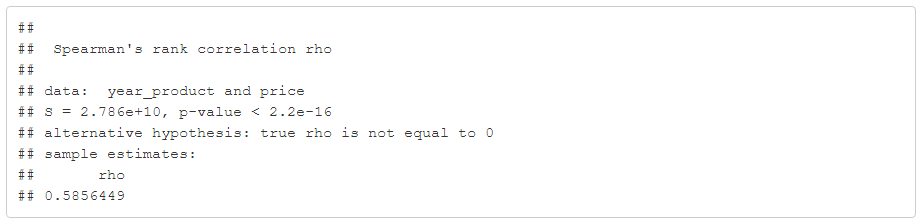 ##
##  Spearman's rank correlation rho
##
## data:  year_product and price
## S = 2.786e+10, p-value < 2.2e-16
## alternative hypothesis: true rho is not equal to 0
## sample estimates:
##       rho
## 0.5856449